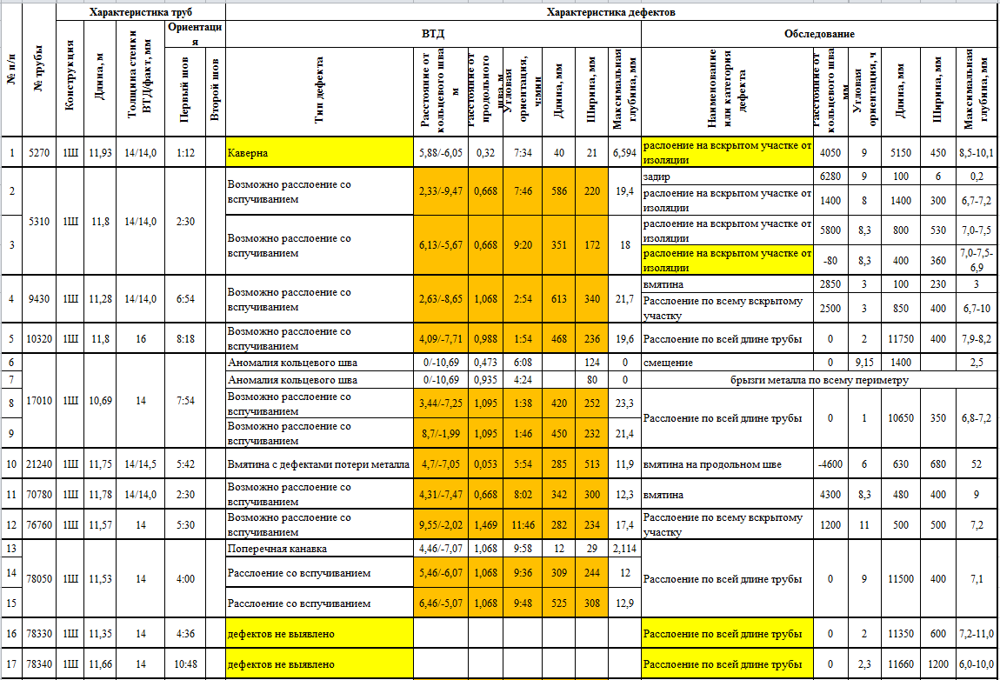 Характеристика труб Характеристика дефектов
№ п/п № трубы Конструкция Длина, м Толщина стенки ВТД/факт, мм Ориентаци
я
ВТД Обследование
Первый шов Второй шов Тип дефекта Расстояние от кольцевого шва м Расстояние от продольного шва, м Угловая ориентация, ч:мин Длина, мм Ширина, мм Максимальная глубина, мм Наименование или категория дефекта Расстояние от кольцевого шва мм Угловая ориентация, ч Длина, мм Ширина, мм Максимальная глубина, мм
1 5270 1Ш 11,93 14/14,0 1:12 Каверна 5,88/-6,05 0,32 7:34 40 21 6,594 раслоение на вскрытом участке от
изоляции 4050 9 5150 450 8,5-10,1
2 5310 1Ш 11,8 14/14,0 2:30 Возможно расслоение со
вспучиванием 2,33/-9,47 0,668 7:46 586 220 19,4 задир 6280 9 100 6 0,2
раслоение на вскрытом участке от
изоляции 1400 8 1400 300 6,7-7,2
3 Возможно расслоение со
вспучиванием 6,13/-5,67 0,668 9:20 351 172 18 раслоение на вскрытом участке от
изоляции 5800 8,3 800 530 7,0-7,5
раслоение на вскрытом участке от
изоляции -80 8,3 400 360 7,0-7,5-
6,9
4 9430 1Ш 11,28 14/14,0 6:54 Возможно расслоение со
вспучиванием 2,63/-8,65 1,068 2:54 613 340 21,7 вмятина 2850 3 100 230 3
Расслоение по всему вскрытому
участку 2500 3 850 400 6,7-10
5 10320 1Ш 11,8 16 8:18 Возможно расслоение со
вспучиванием 4,09/-7,71 0,988 1:54 468 236 19,6 Расслоение по всей длине трубы 0 2 11750 400 7,9-8,2
6 17010 1Ш 10,69 14 7:54 Аномалия кольцевого шва 0/-10,69 0,473 6:08 124 0 смещение 0 9,15 1400 2,5
7 Аномалия кольцевого шва 0/-10,69 0,935 4:24 80 0 брызги металла по всему периметру
8 Возможно расслоение со
вспучиванием 3,44/-7,25 1,095 1:38 420 252 23,3 Расслоение по всей длине трубы 0 1 10650 350 6,8-7,2
9 Возможно расслоение со
вспучиванием 8,7/-1,99 1,095 1:46 450 232 21,4
10 21240 1Ш 11,75 14/14,5 5:42 Вмятина с дефектами потери металла 4,7/-7,05 0,053 5:54 285 513 11,9 вмятина на продольном шве -4600 6 630 680 52
11 70780 1Ш 11,78 14/14,0 2:30 Возможно расслоение со
вспучиванием 4,31/-7,47 0,668 8:02 342 300 12,3 вмятина 4300 8,3 480 400 9
12 76760 1Ш 11,57 14 5:30 Возможно расслоение со
вспучиванием 9,55/-2,02 1,469 11:46 282 234 17,4 Расслоение по всему вскрытому
участку 1200 11 500 500 7,2
13 78050 1Ш 11,53 14 4:00 Поперечная канавка 4,46/-7,07 1,068 9:58 12 29 2,114 Расслоение по всей длине трубы 0 9 11500 400 7,1
14 Расслоение со вспучиванием 5,46/-6,07 1,068 9:36 309 244 12
15 Расслоение со вспучиванием 6,46/-5,07 1,068 9:48 525 308 12,9
16 78330 1Ш 11,35 14 4:36 дефектов не выявлено Расслоение по всей длине трубы 0 2 11350 600 7,2-11,0
17 78340 1Ш 11,66 14 10:48 дефектов не выявлено Расслоение по всей длине трубы 0 2,3 11660 1200 6,0-10,0